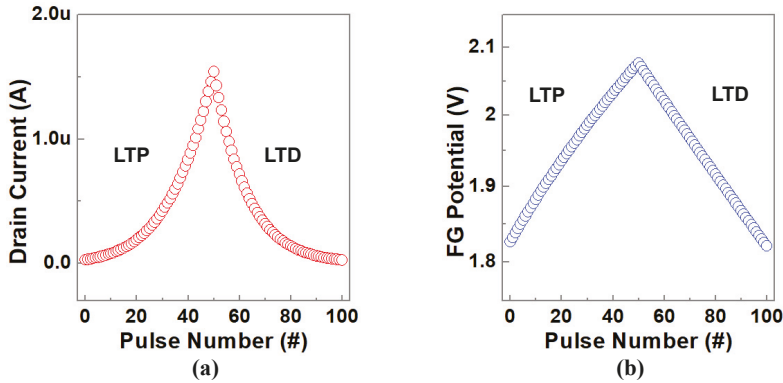 2.0u
1.0u
0.0
Drain Current (A)
LTP
LTD
0 20 40 60 80 100
Pulse Number (#)
(a)
2.1
2
1.9
1.8
FG Potential (V)
LTP
LTD
0 20 40 60 80 100
Pulse Number (#)
(b)